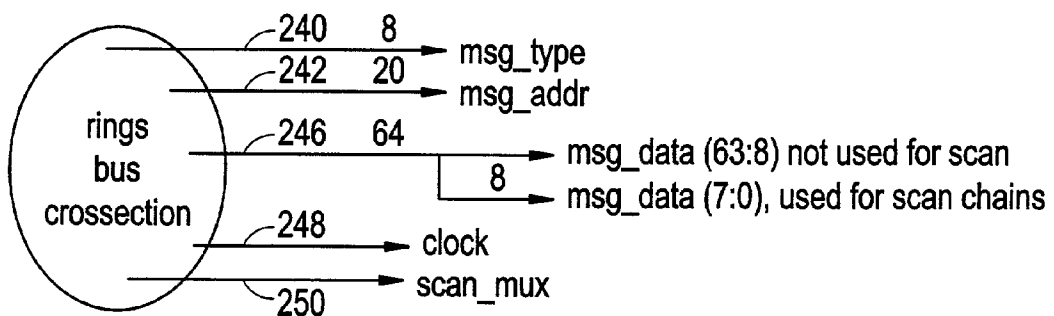 240 8 msg_type
242 20 msg_addr
rings
bus
crossection
246 64 msg_data (63:8) not used for scan
8 msg_data (7:0), used for scan chains
248 clock
250 scan_mux